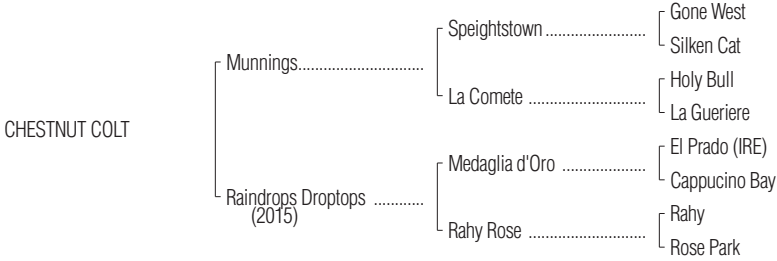 Gone West
Speightstown ........................
Silken Cat
Munnings..............................
Holy Bull
La Comete ............................
La Gueriere
CHESTNUT COLT
El Prado (IRE)
Medaglia d'Oro ....................
Cappucino Bay
Raindrops Droptops ............
(2015)
Rahy
Rahy Rose ............................
Rose Park